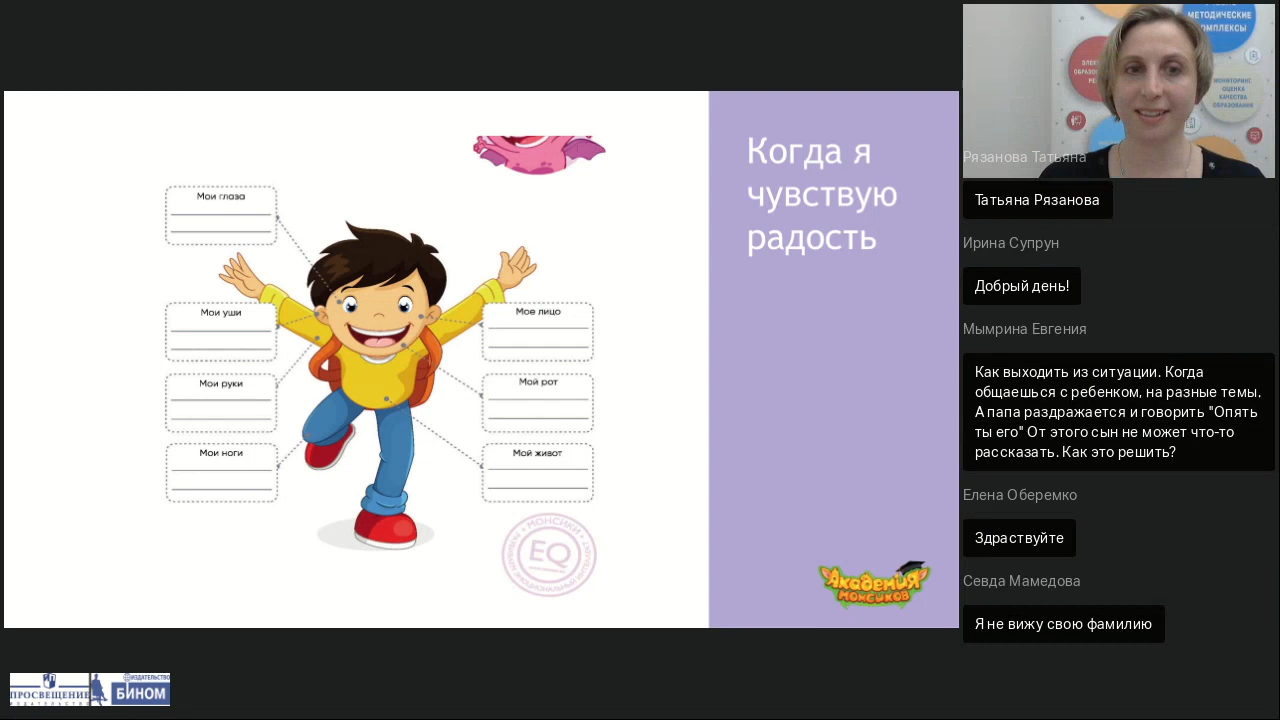 Когда я
чувствую
радость
Мои глаза
Мои уши
Мое лицо
Мои руки
Мой рот
Мои ноги
Мой живот
МОНСИКИ
EQ
АКАДЕМИЯ
МОНСИКОВ
ПРОСВЕЩЕНИЕ
ИЗДАТЕЛЬСТВО
ИЗДАТЕЛЬСТВО
БИНОМ
МЕТОДИЧЕСКИЕ
КОМПЛЕКСЫ
МОНИТОРИНГ
ОЦЕНКА
КАЧЕСТВА
ОБРАЗОВАНИЯ
Рязанова Татьяна
Татьяна Рязанова
Ирина Супрун
Добрый день!
Мымрина Евгения
Как выходить из ситуации. Когда
общаешься с ребенком, на разные темы.
А папа раздражается и говорить "Опять
ты его" От этого сын не может что-то
рассказать. Как это решить?
Елена Оберемко
Здраствуйте
Севда Мамедова
Я не вижу свою фамилию